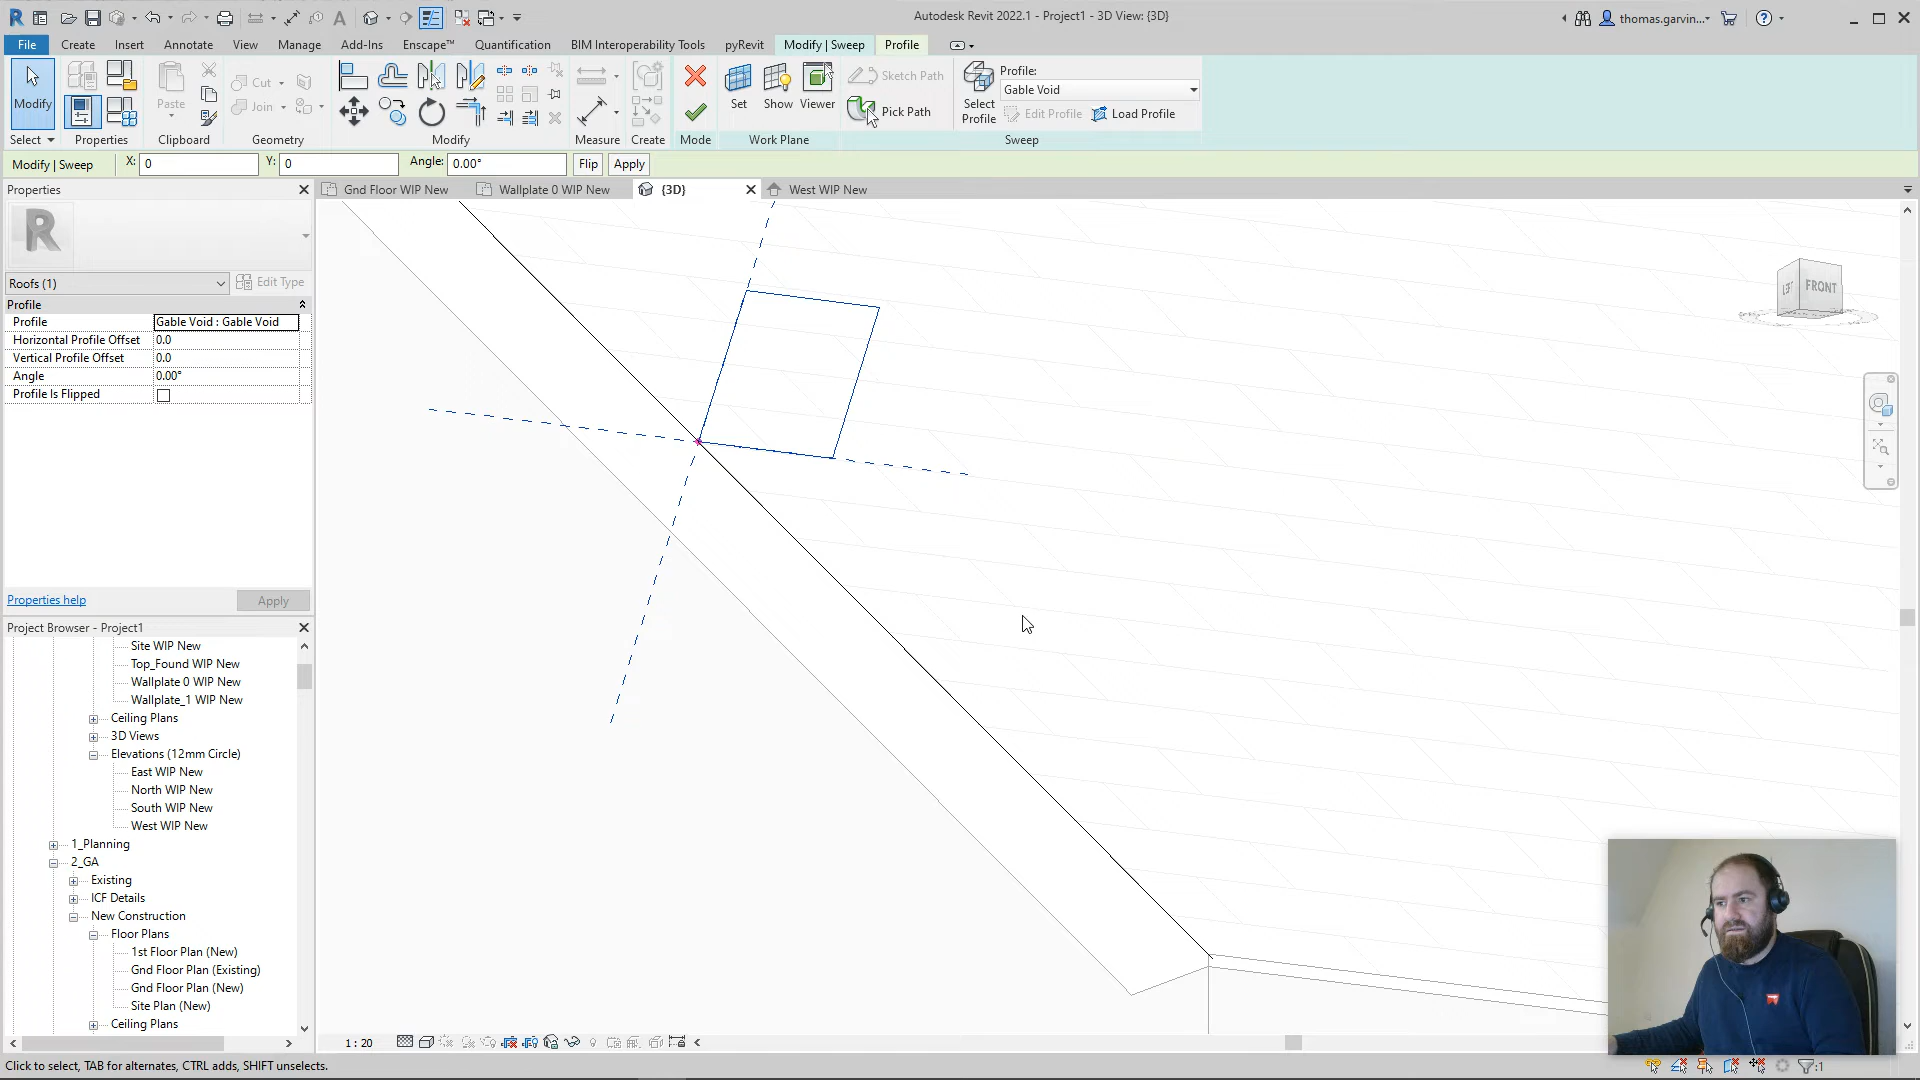 Autodesk Revit 2022.1 - Project1 - 3D View: {3D}
thomas.garvin...
File Create Insert Annotate View Manage Add-Ins Enscape™ Quantification BIM Interoperability Tools pyRevit Modify | Sweep Profile
Modify
Paste
Cut
Join
Set Show Viewer
Sketch Path
Pick Path
Select Profile
Profile:
Gable Void
Edit Profile Load Profile
Select Properties Clipboard Geometry Modify Measure Create Mode Work Plane Sweep
Modify | Sweep X: 0 Y: 0 Angle: 0.00° Flip Apply
Properties
Gnd Floor WIP New Wallplate 0 WIP New {3D} West WIP New
R
Roofs (1) Edit Type
Profile
Profile Gable Void : Gable Void
Horizontal Profile Offset 0.0
Vertical Profile Offset 0.0
Angle 0.00°
Profile Is Flipped
Properties help Apply
Project Browser - Project1
Site WIP New
Top_Found WIP New
Wallplate 0 WIP New
Wallplate_1 WIP New
Ceiling Plans
3D Views
Elevations (12mm Circle)
East WIP New
North WIP New
South WIP New
West WIP New
1_Planning
2_GA
Existing
ICF Details
New Construction
Floor Plans
1st Floor Plan (New)
Gnd Floor Plan (Existing)
Gnd Floor Plan (New)
Site Plan (New)
Ceiling Plans
LEFT FRONT
1 : 20
Click to select, TAB for alternates, CTRL adds, SHIFT unselects.
:1